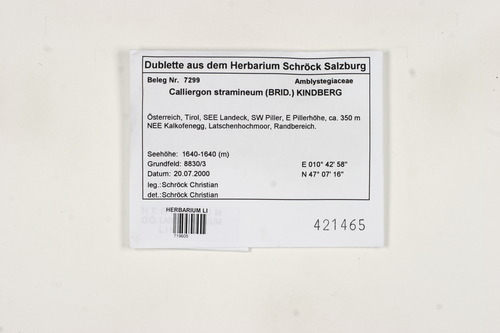 Dublette aus dem Herbarium Schröck Salzburg
Beleg Nr. 7299 Amblystegiaceae
Calliergon stramineum (BRID.) KINDBERG
Österreich, Tirol, SEE Landeck, SW Piller, E Pillerhöhe, ca. 350 m
NEE Kalkofenegg, Latschenhochmoor, Randbereich.
Seehöhe: 1640-1640 (m)
Grundfeld: 8830/3 E 010° 42' 58"
Datum: 20.07.2000 N 47° 07' 16"
leg.:Schröck Christian
det.:Schröck Christian
HERBARIUM LI
719005
421465